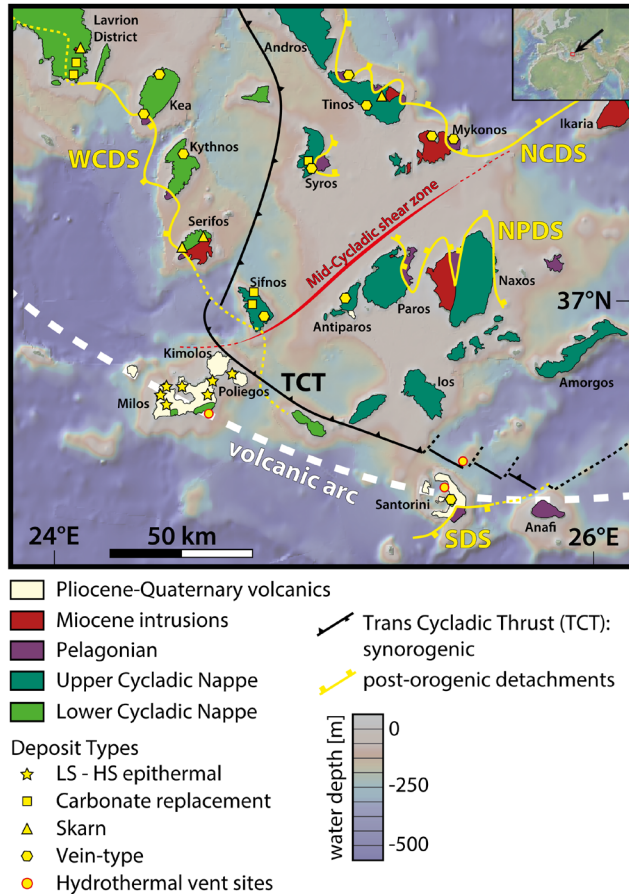 Lavrion
District
Andros
Kea
Tinos
Mykonos
Ikaria
WCDS
Kythnos
Syros
NCDS
Serifos
Mid-Cycladic shear zone
NPDS
Sifnos
Naxos
Paros
37°N
Antiparos
Kimolos
TCT
Ios
Poliegos
Amorgos
Milos
volcanic arc
Santorini
Anafi
SDS
24°E
50 km
26°E
Pliocene-Quaternary volcanics
Miocene intrusions
Pelagonian
Upper Cycladic Nappe
Lower Cycladic Nappe
Trans Cycladic Thrust (TCT):
synorogenic
post-orogenic detachments
Deposit Types
LS - HS epithermal
Carbonate replacement
Skarn
Vein-type
Hydrothermal vent sites
water depth [m]
0
-250
-500